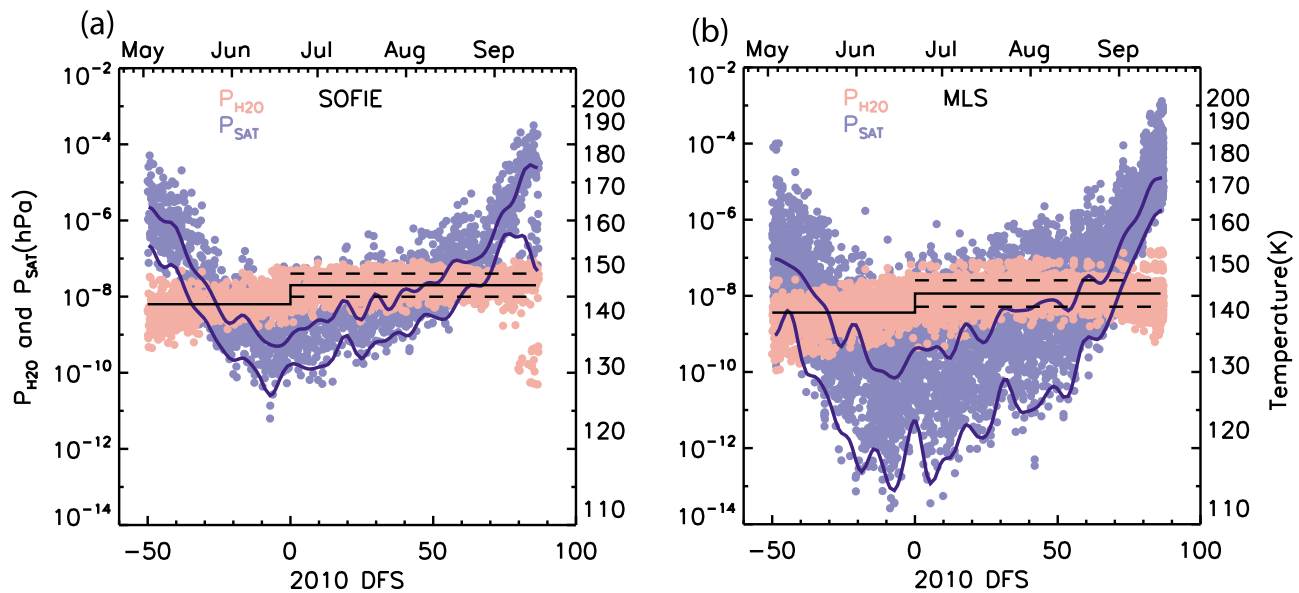 (a)
May Jun Jul Aug Sep
SOFIE
P_H2O
P_SAT
P_H2O and P_SAT(hPa)
10^-2
10^-4
10^-6
10^-8
10^-10
10^-12
10^-14
200
190
180
170
160
150
140
130
120
110
−50 0 50 100
2010 DFS
(b)
May Jun Jul Aug Sep
MLS
P_H2O
P_SAT
10^-2
10^-4
10^-6
10^-8
10^-10
10^-12
10^-14
200
190
180
170
160
150
140
130
120
110
Temperature(K)
−50 0 50 100
2010 DFS